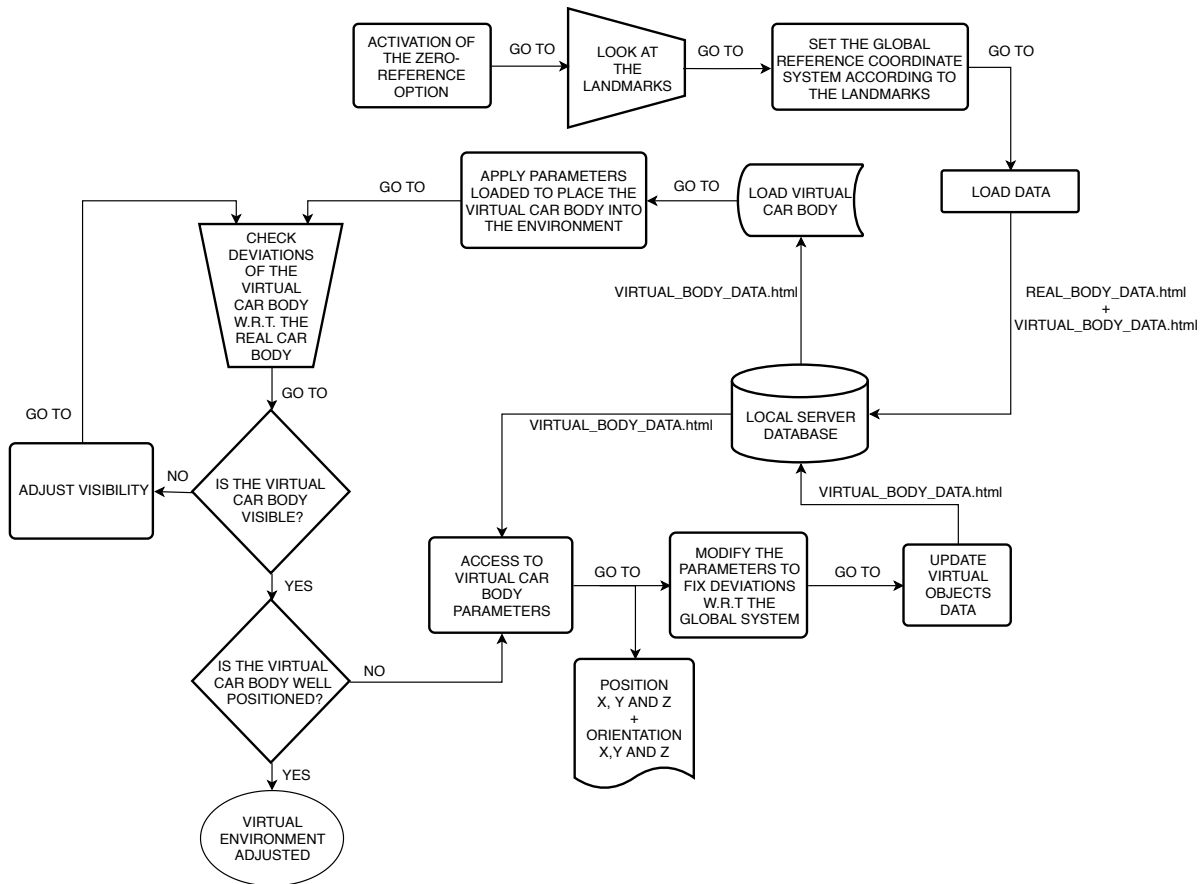 ACTIVATION OF
THE ZERO-
REFERENCE
OPTION
GO TO
LOOK AT
THE
LANDMARKS
GO TO
SET THE GLOBAL
REFERENCE COORDINATE
SYSTEM ACCORDING TO
THE LANDMARKS
GO TO
LOAD DATA
REAL_BODY_DATA.html
+
VIRTUAL_BODY_DATA.html
LOCAL SERVER
DATABASE
VIRTUAL_BODY_DATA.html
LOAD VIRTUAL
CAR BODY
GO TO
APPLY PARAMETERS
LOADED TO PLACE THE
VIRTUAL CAR BODY INTO
THE ENVIRONMENT
GO TO
CHECK
DEVIATIONS
OF THE
VIRTUAL
CAR BODY
W.R.T. THE
REAL CAR
BODY
GO TO
IS THE VIRTUAL
CAR BODY
VISIBLE?
NO
ADJUST VISIBILITY
GO TO
YES
IS THE VIRTUAL
CAR BODY WELL
POSITIONED?
NO
YES
VIRTUAL
ENVIRONMENT
ADJUSTED
VIRTUAL_BODY_DATA.html
ACCESS TO
VIRTUAL CAR
BODY
PARAMETERS
GO TO
POSITION
X, Y AND Z
+
ORIENTATION
X,Y AND Z
MODIFY THE
PARAMETERS TO
FIX DEVIATIONS
W.R.T THE
GLOBAL SYSTEM
GO TO
UPDATE
VIRTUAL
OBJECTS
DATA
VIRTUAL_BODY_DATA.html